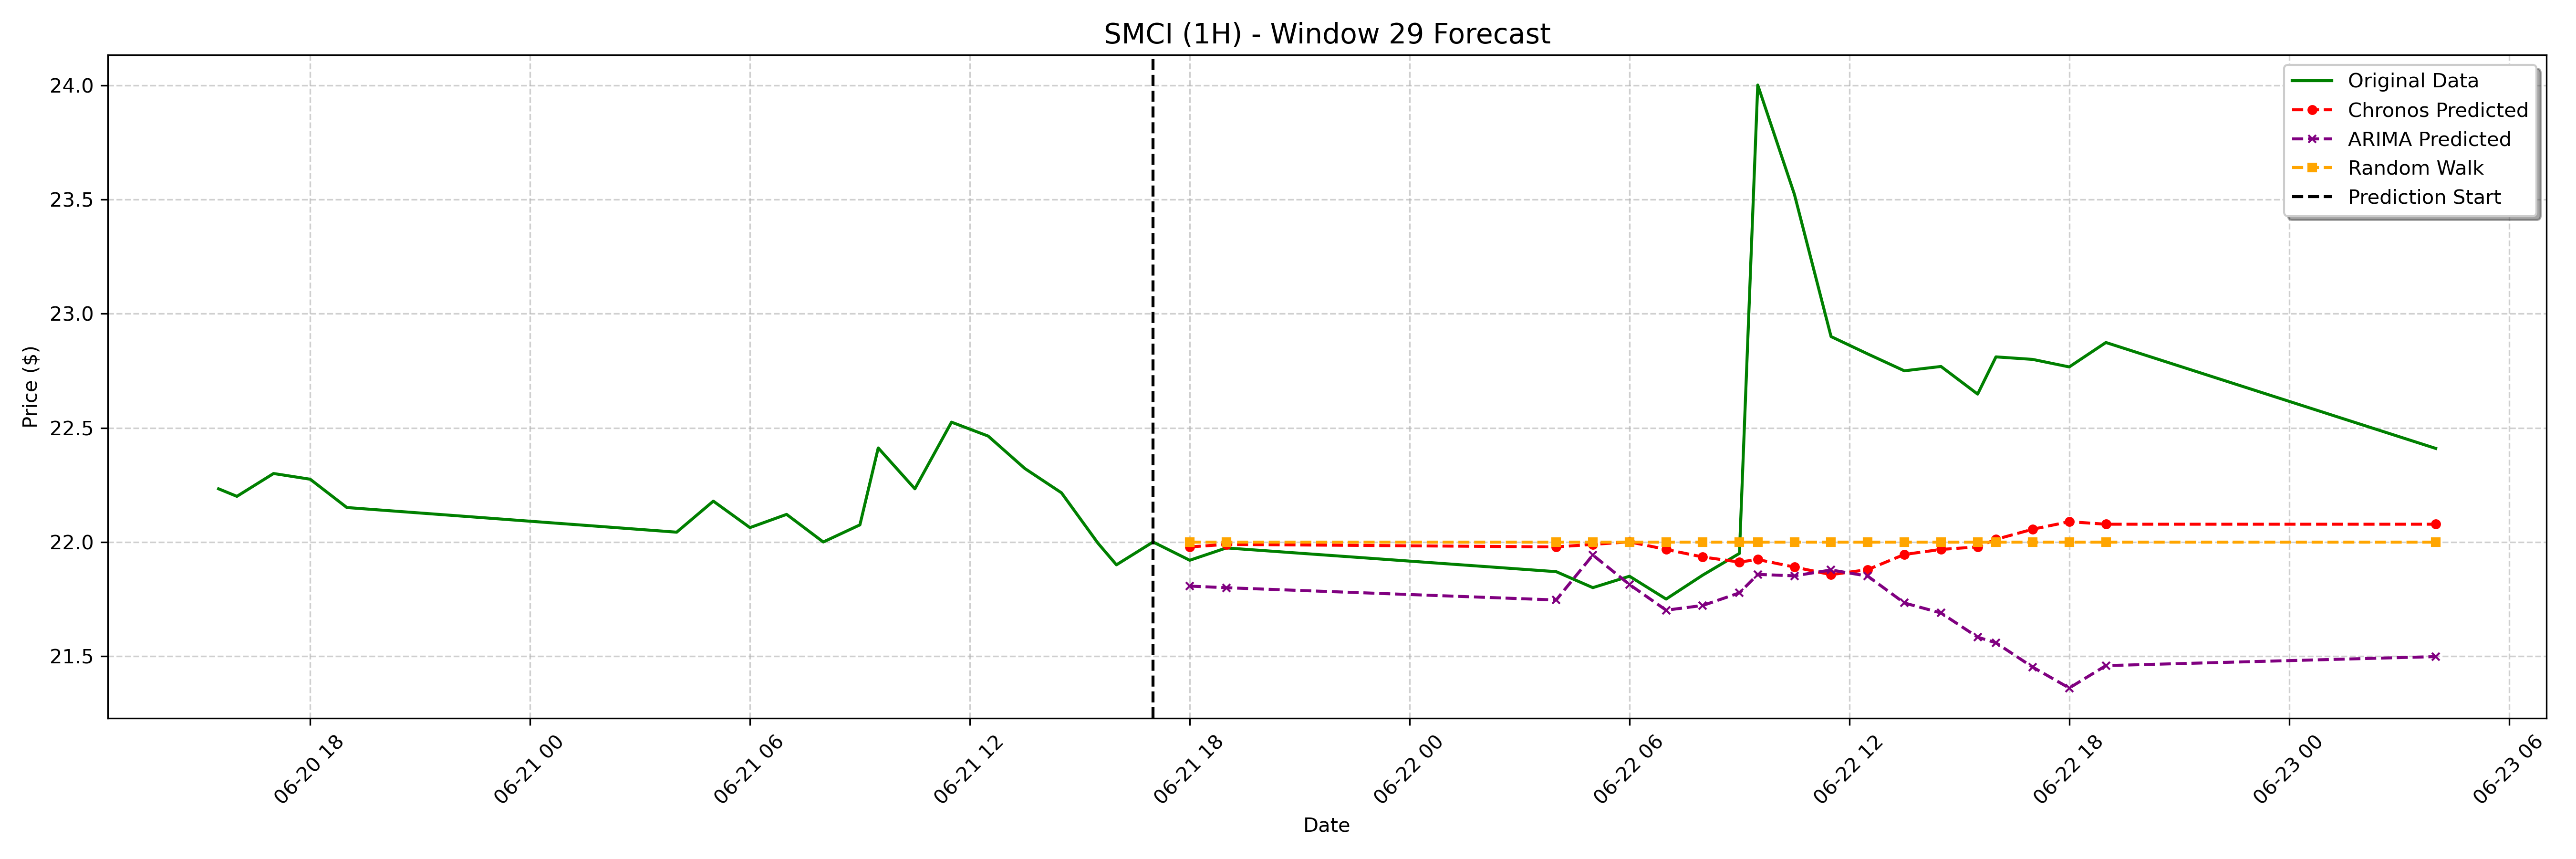 SMCI (1H) - Window 29 Forecast
Original Data
Chronos Predicted
ARIMA Predicted
Random Walk
Prediction Start
Price ($)
24.0
23.5
23.0
22.5
22.0
21.5
06-20 18
06-21 00
06-21 06
06-21 12
06-21 18
06-22 00
06-22 06
06-22 12
06-22 18
06-23 00
06-23 06
Date